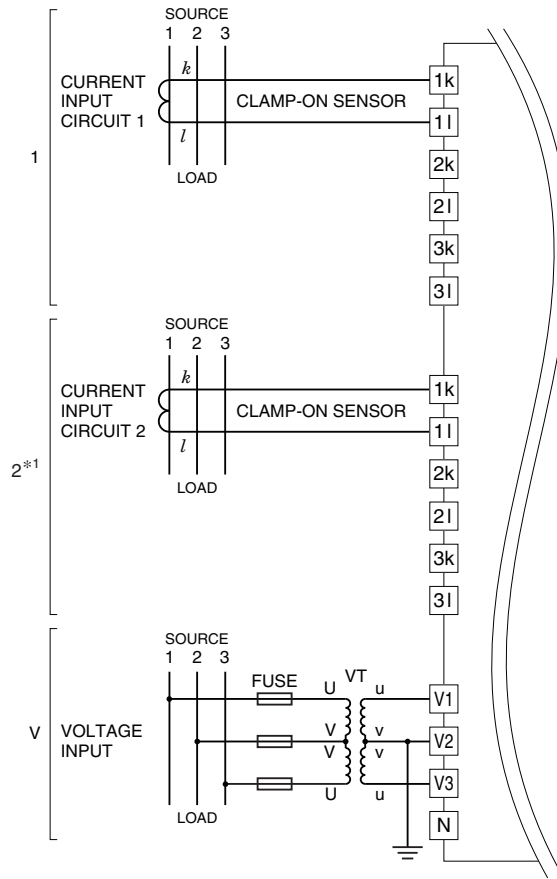 SOURCE
1 2 3
k
CURRENT
INPUT
CIRCUIT 1
CLAMP-ON SENSOR
l
LOAD
1
1k
1l
2k
2l
3k
3l
SOURCE
1 2 3
k
CURRENT
INPUT
CIRCUIT 2
CLAMP-ON SENSOR
l
LOAD
2*1
1k
1l
2k
2l
3k
3l
SOURCE
1 2 3
FUSE
VT
U u
V v
V v
U u
V
VOLTAGE
INPUT
LOAD
V1
V2
V3
N